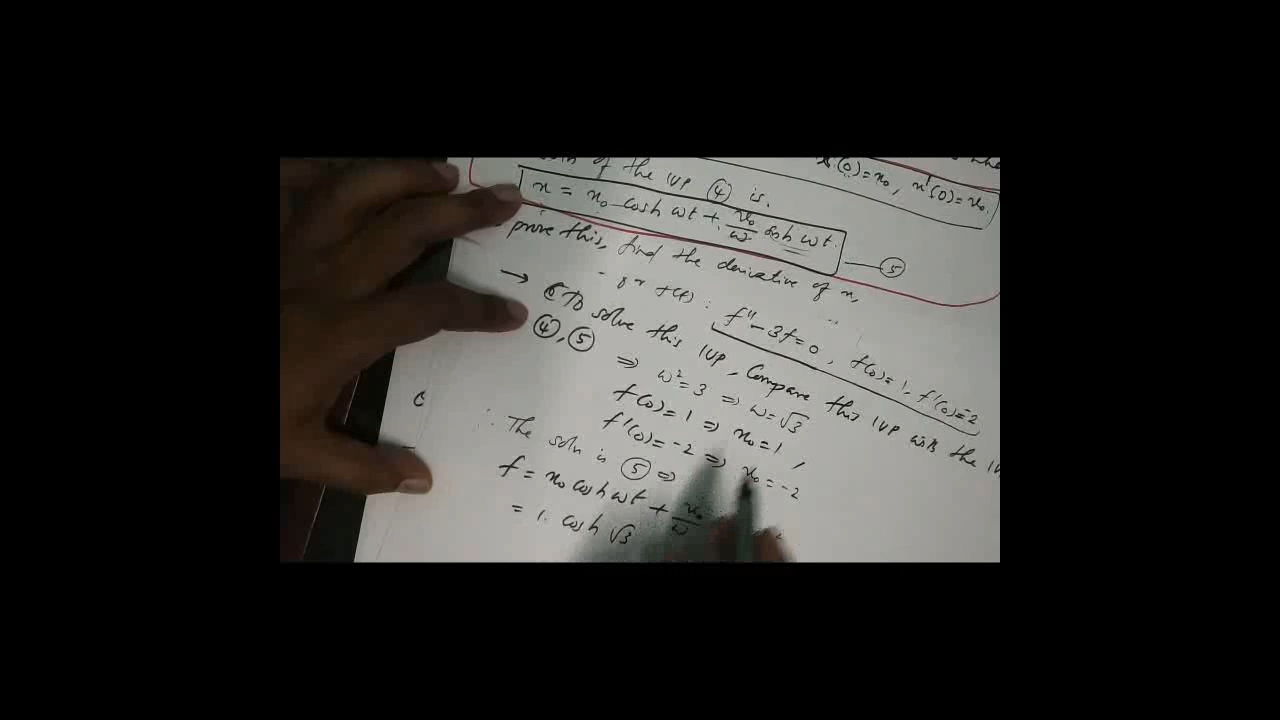 x(0)=x₀, x'(0)=v₀.
of the IVP ④ is.
x = x₀ cosh ωt + v₀/ω sinh ωt. — ⑤
prove this, find the derivative of x,
f'' - 3f = 0, f(0)=1, f'(0)=2
→ To solve this IVP, Compare this IVP with the
④, ⑤
⇒ ω² = 3 ⇒ ω = √3
f(0) = 1 ⇒ x₀ = 1,
f'(0) = -2 ⇒ v₀ = -2
∴ The soln is ⑤ ⇒
f = x₀ cosh ωt + v₀/ω
= 1. cosh √3